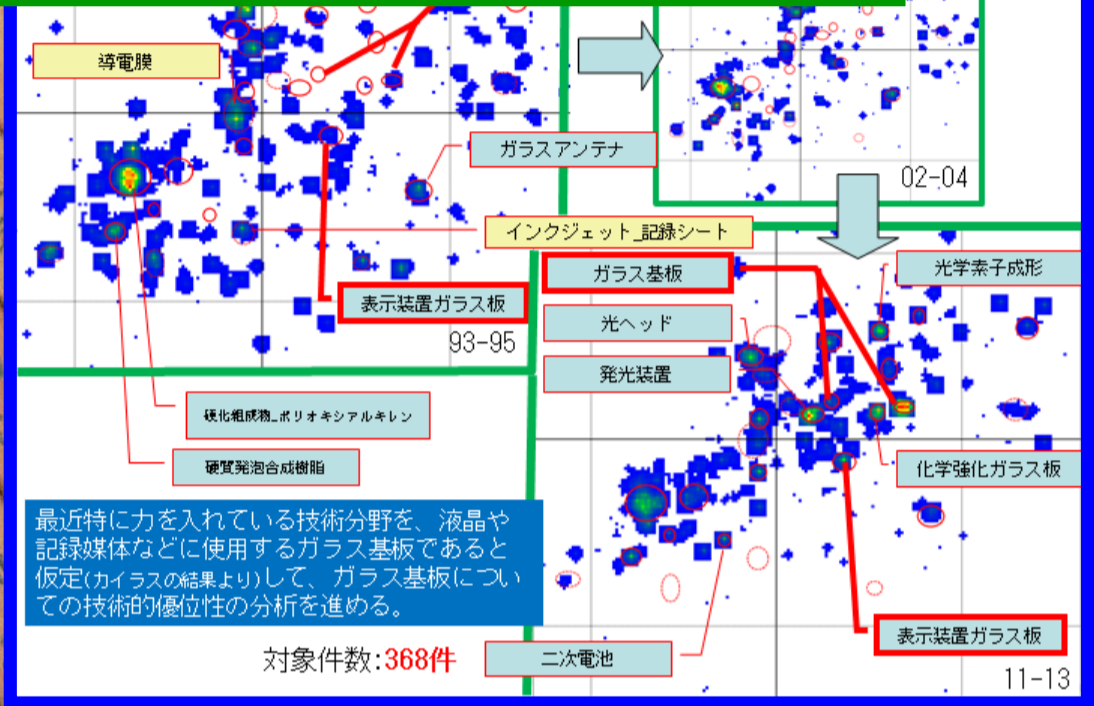 導電膜
ガラスアンテナ
02-04
インクジェット_記録シート
ガラス基板
光学素子成形
表示装置ガラス板
光ヘッド
93-95
発光装置
硬化組成物_ポリオキシアルキレン
硬質発泡合成樹脂
化学強化ガラス板
最近特に力を入れている技術分野を、液晶や
記録媒体などに使用するガラス基板であると
仮定(カイラスの結果より)して、ガラス基板につい
ての技術的優位性の分析を進める。
表示装置ガラス板
対象件数:368件
二次電池
11-13